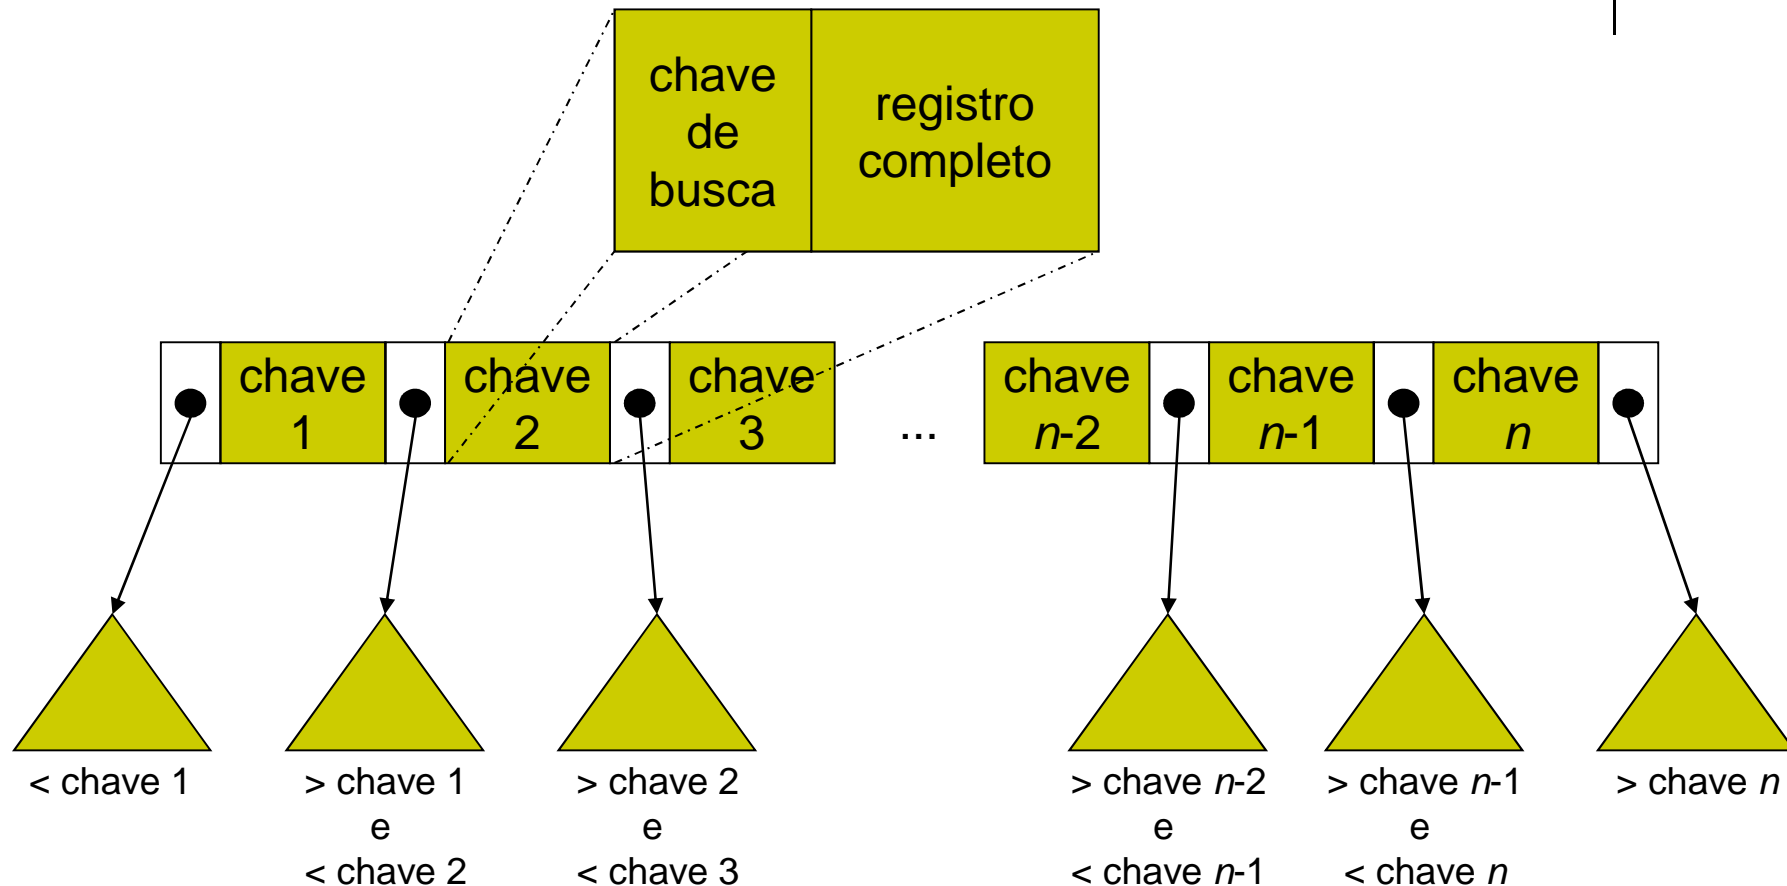 chave
de
busca
registro
completo
chave
1
chave
2
chave
3
...
chave
n-2
chave
n-1
chave
n
< chave 1
> chave 1
e
< chave 2
> chave 2
e
< chave 3
> chave n-2
e
< chave n-1
> chave n-1
e
< chave n
> chave n